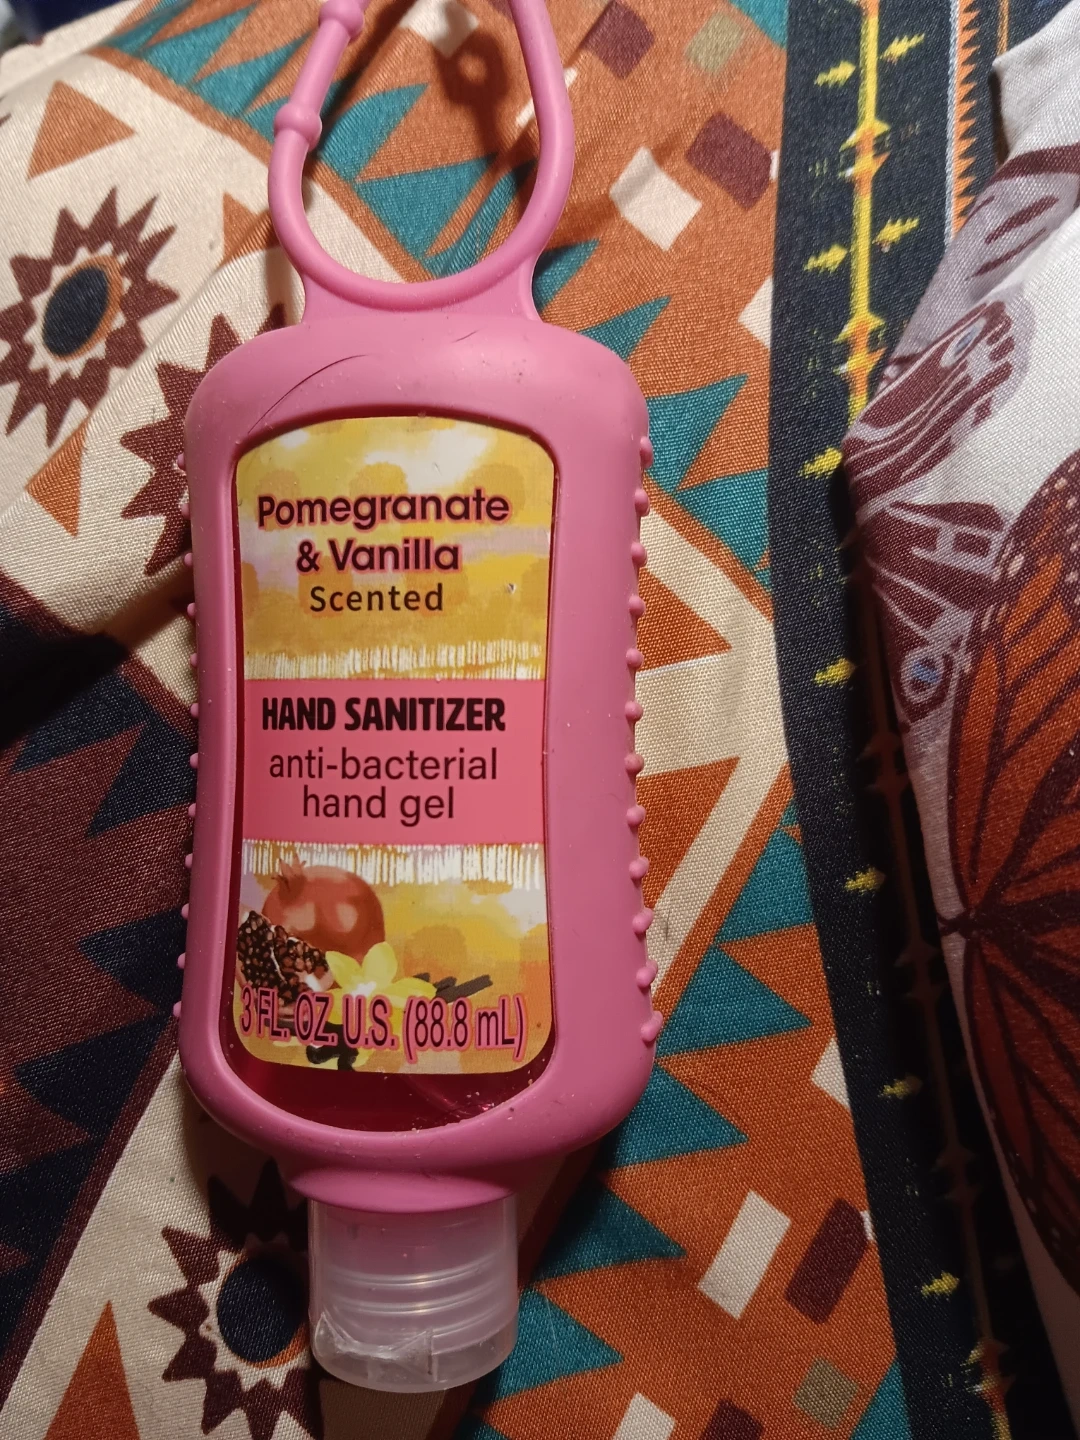 Pomegranate
& Vanilla
Scented
HAND SANITIZER
anti-bacterial
hand gel
3 FL. OZ. U.S. (88.8 mL)